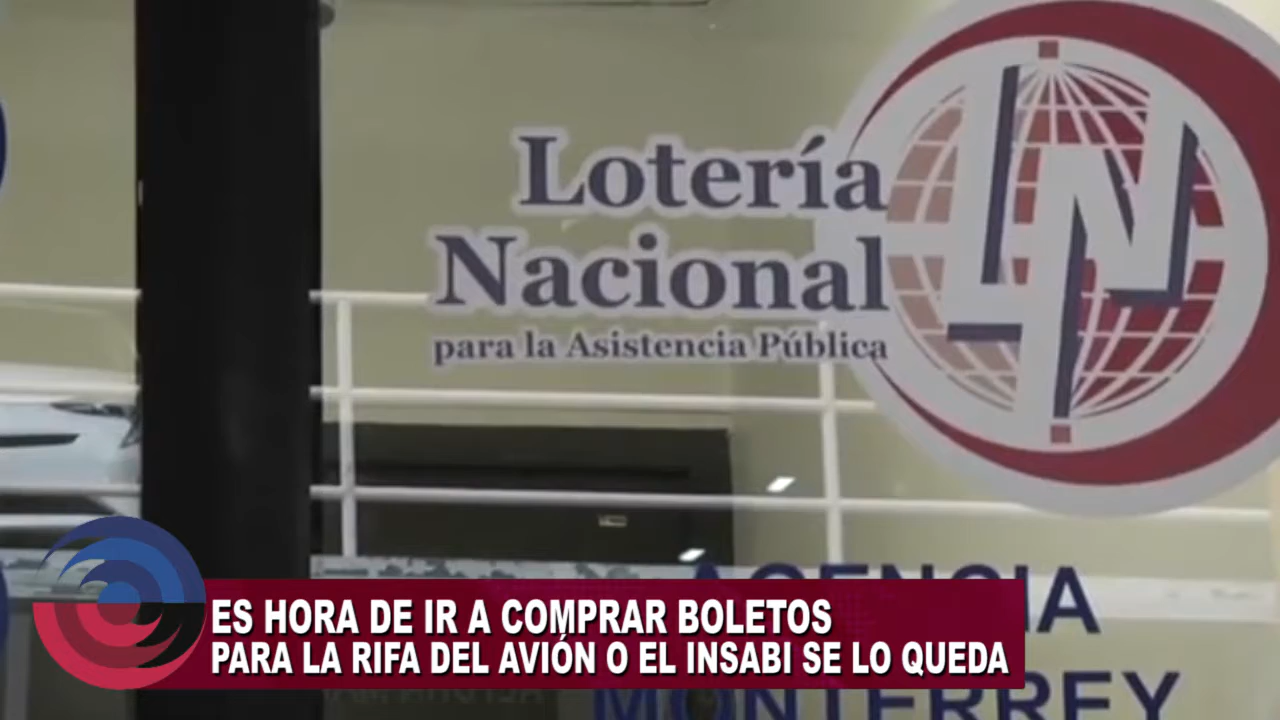 Lotería
Nacional
para la Asistencia Pública
LN
AGENCIA
MONTERREY
ES HORA DE IR A COMPRAR BOLETOS
PARA LA RIFA DEL AVIÓN O EL INSABI SE LO QUEDA